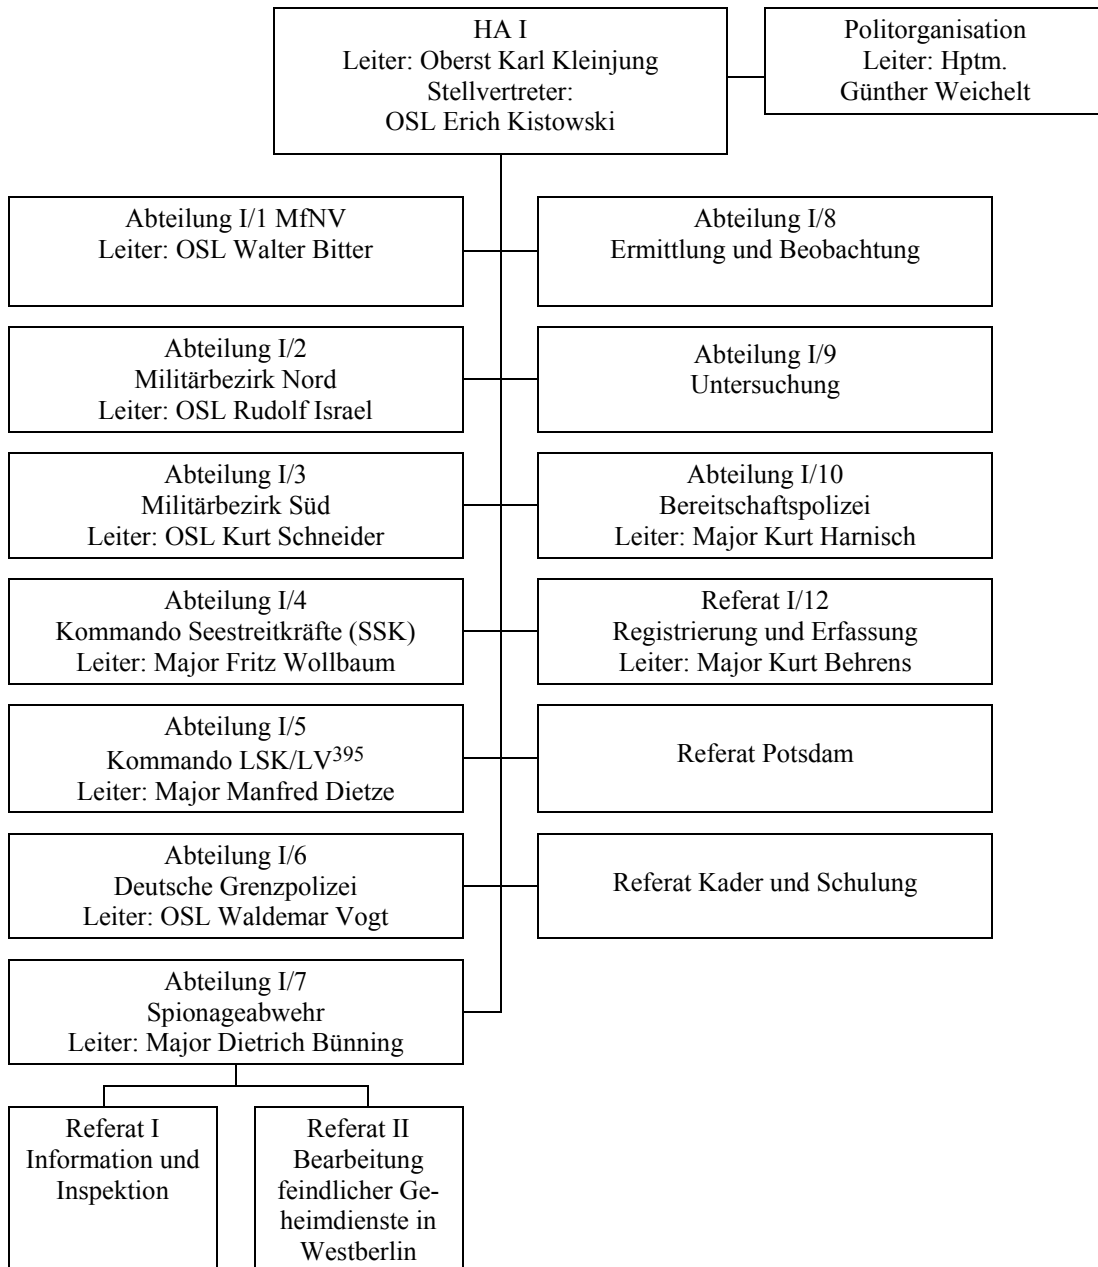 HA I
Leiter: Oberst Karl Kleinjung
Stellvertreter:
OSL Erich Kistowski
Politorganisation
Leiter: Hptm.
Günther Weichelt
Abteilung I/1 MfNV
Leiter: OSL Walter Bitter
Abteilung I/8
Ermittlung und Beobachtung
Abteilung I/2
Militärbezirk Nord
Leiter: OSL Rudolf Israel
Abteilung I/9
Untersuchung
Abteilung I/3
Militärbezirk Süd
Leiter: OSL Kurt Schneider
Abteilung I/10
Bereitschaftspolizei
Leiter: Major Kurt Harnisch
Abteilung I/4
Kommando Seestreitkräfte (SSK)
Leiter: Major Fritz Wollbaum
Referat I/12
Registrierung und Erfassung
Leiter: Major Kurt Behrens
Abteilung I/5
Kommando LSK/LV395
Leiter: Major Manfred Dietze
Referat Potsdam
Abteilung I/6
Deutsche Grenzpolizei
Leiter: OSL Waldemar Vogt
Referat Kader und Schulung
Abteilung I/7
Spionageabwehr
Leiter: Major Dietrich Bünning
Referat I
Information und
Inspektion
Referat II
Bearbeitung
feindlicher Ge-
heimdienste in
Westberlin